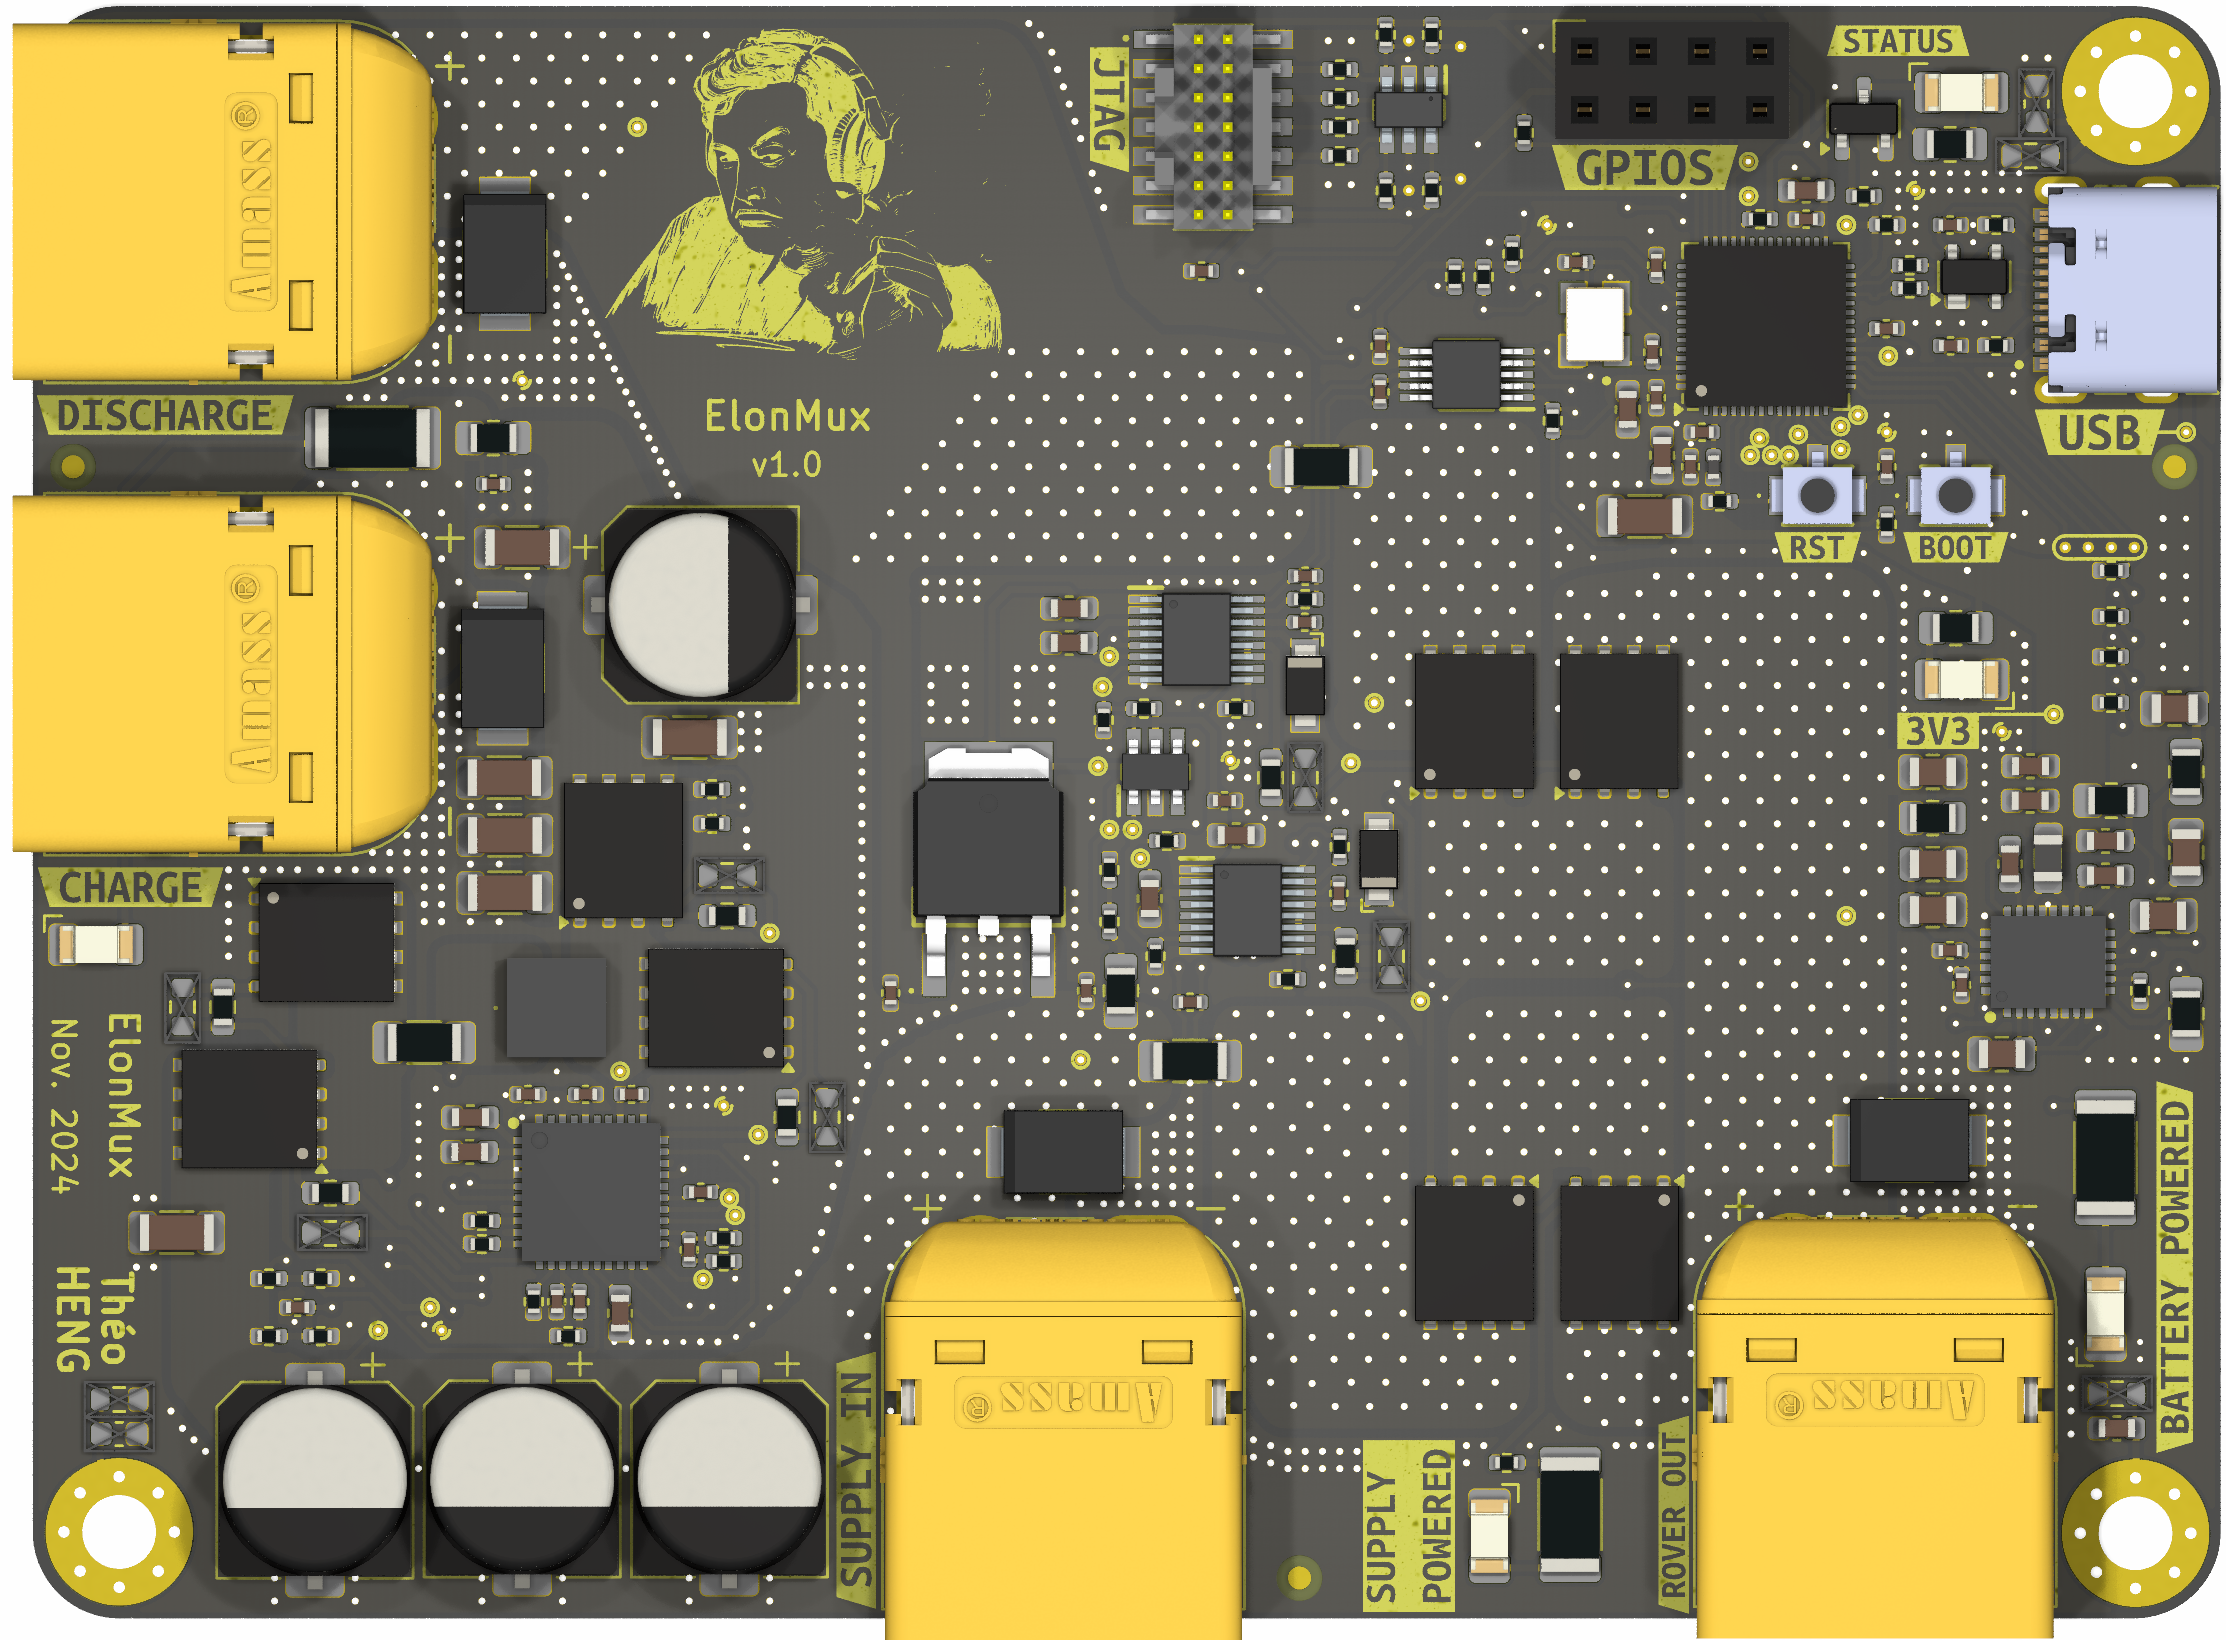 STATUS
JTAG
GPIOS
Amass®
DISCHARGE
ElonMux
v1.0
USB
RST
BOOT
Amass®
3V3
CHARGE
ElonMux
Nov. 2024
Théo
HENG
SUPPLY IN
Amass®
SUPPLY
POWERED
ROVER OUT
Amass®
BATTERY POWERED